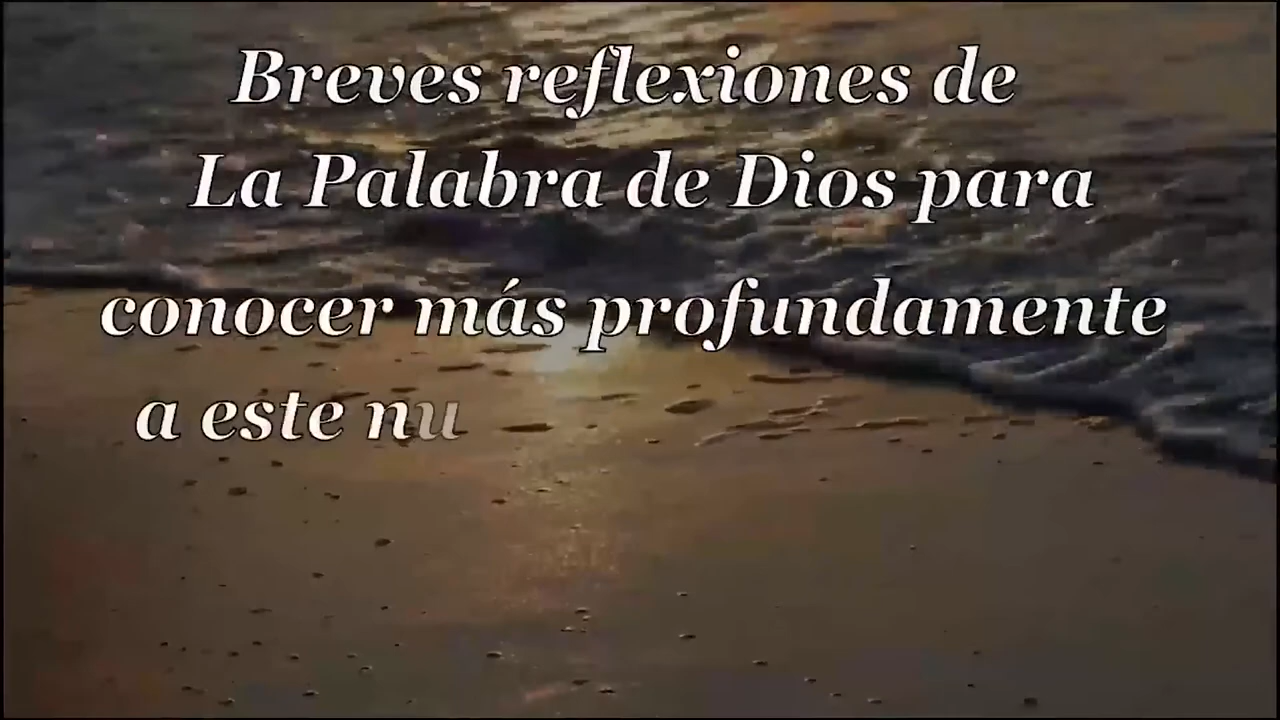 Breves reflexiones de
La Palabra de Dios para
conocer más profundamente
a este nu